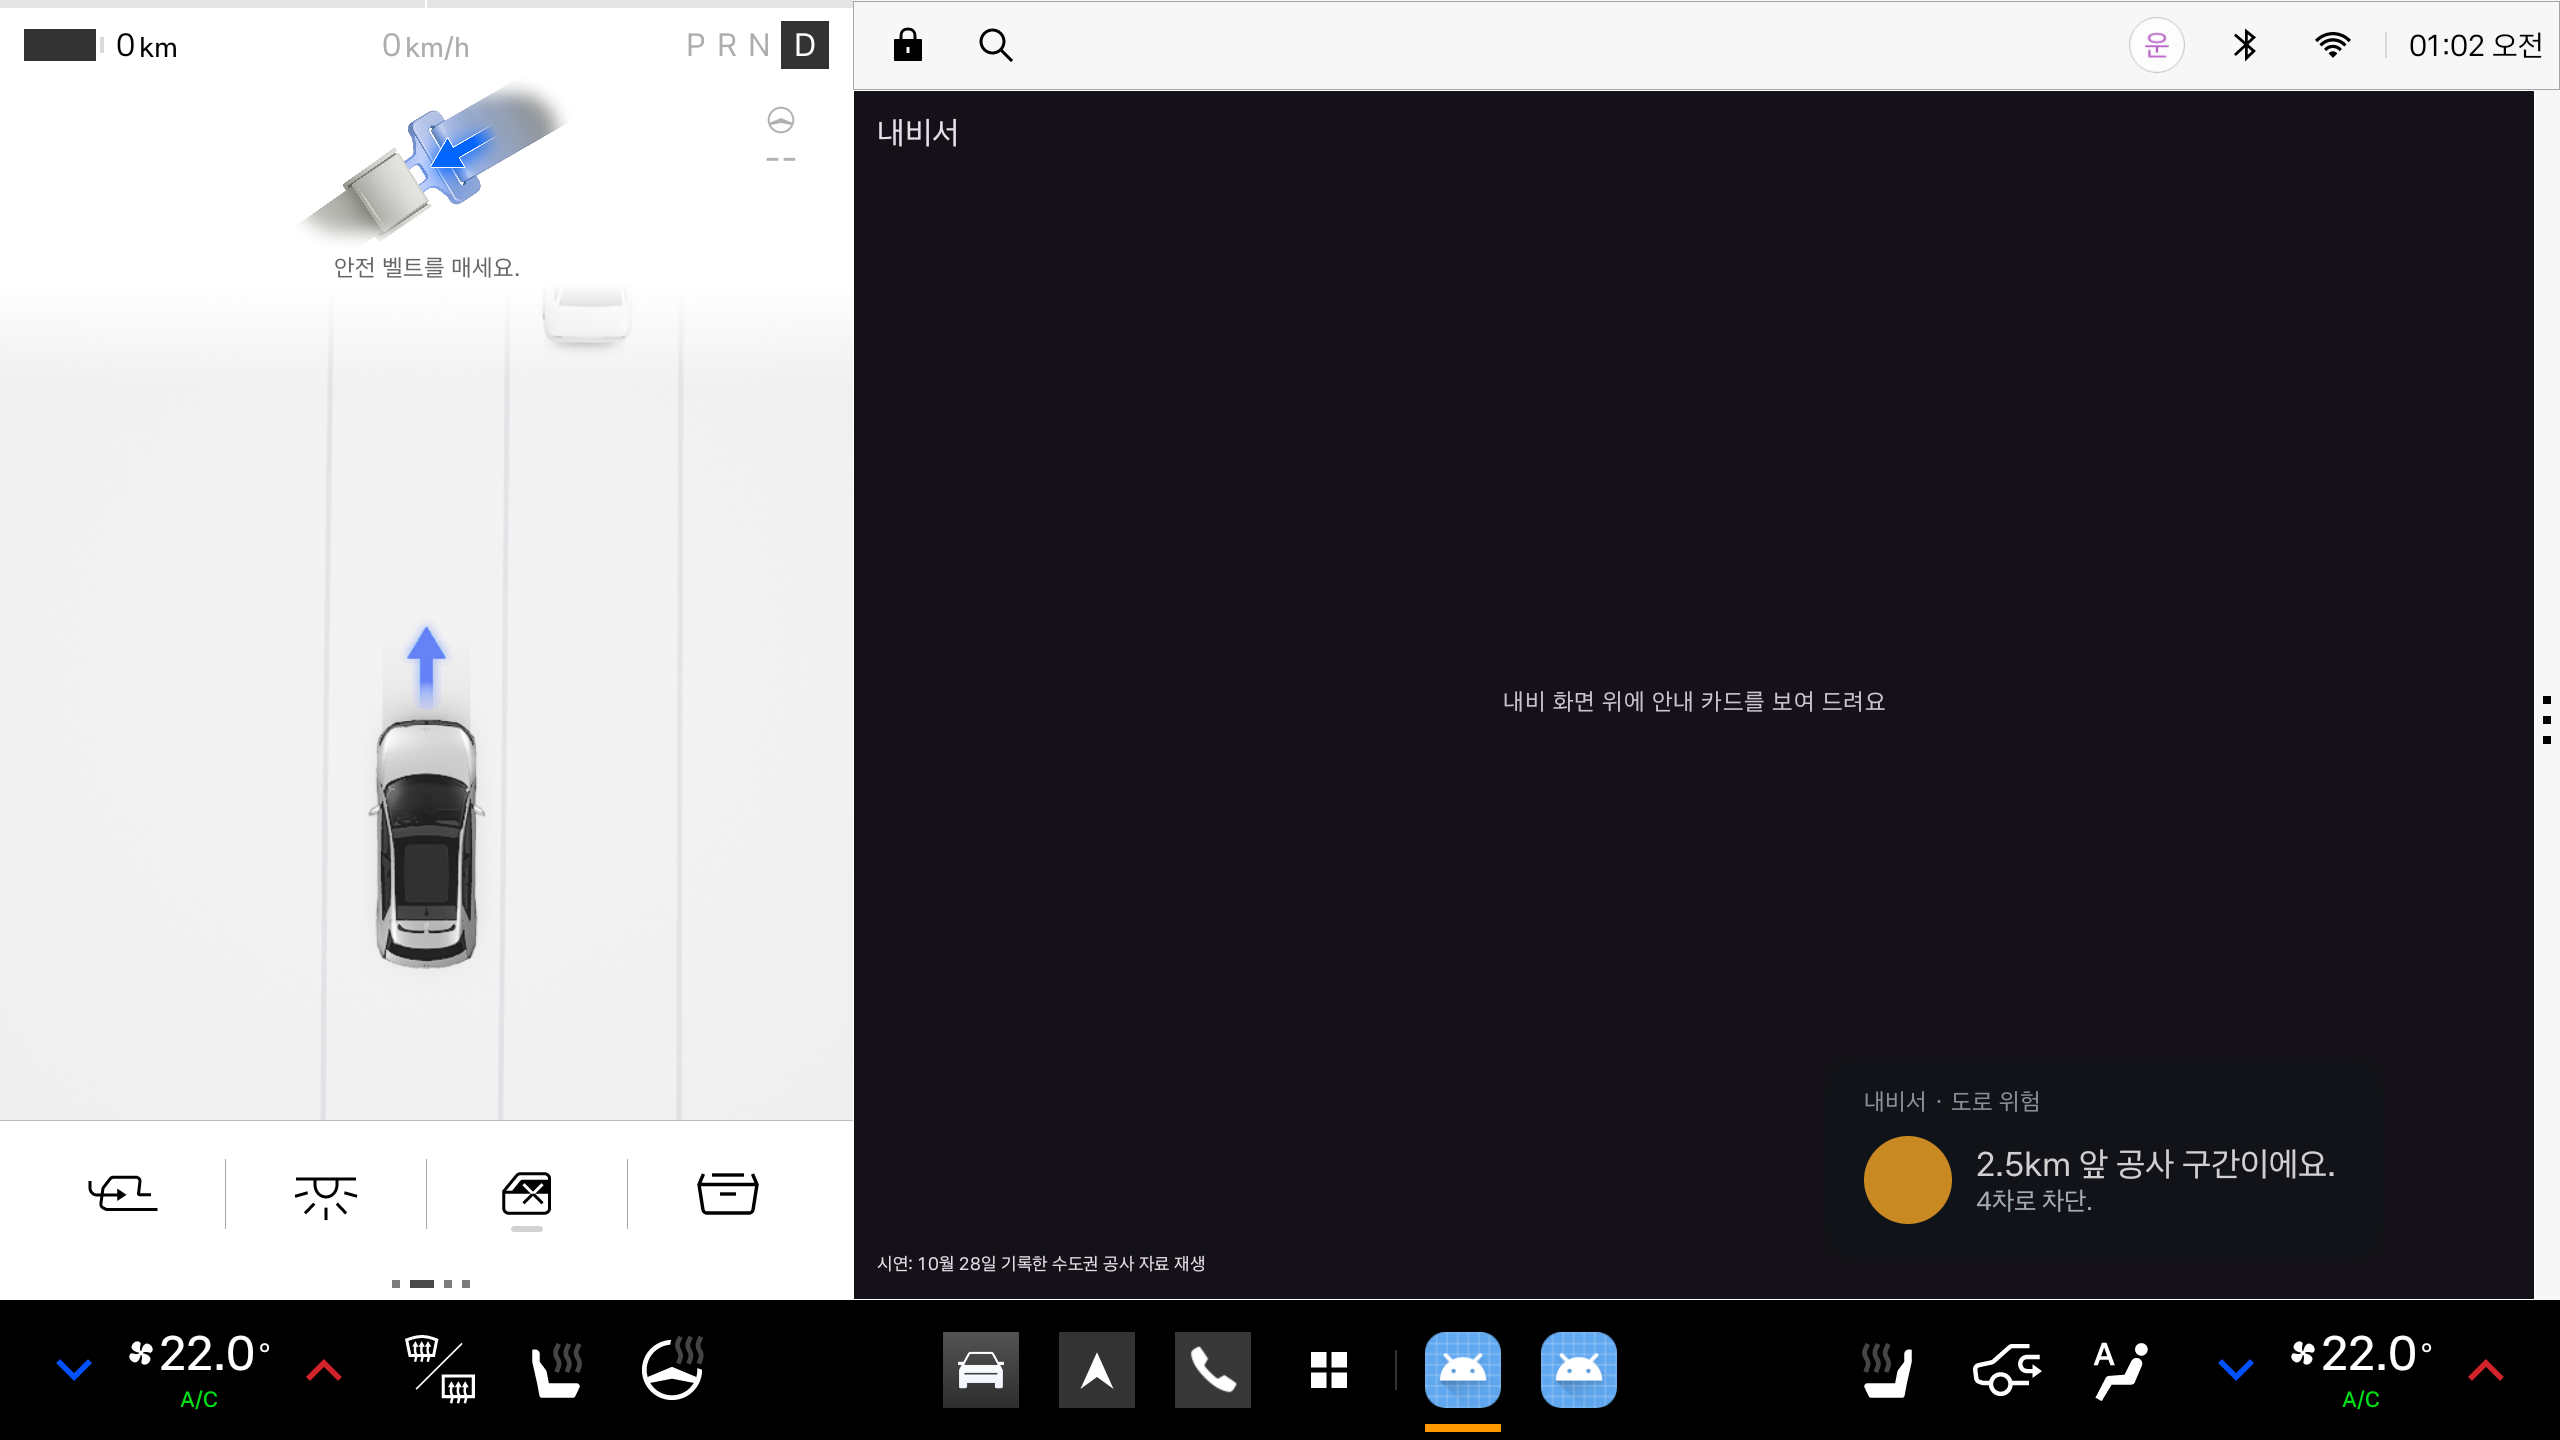 0 km
0 km/h
P R N D
운
01:02 오전
내비서
--
안전 벨트를 매세요.
내비 화면 위에 안내 카드를 보여 드려요
내비서 · 도로 위험
2.5km 앞 공사 구간이에요.
4차로 차단.
시연: 10월 28일 기록한 수도권 공사 자료 재생
22.0°
A/C
A
22.0°
A/C